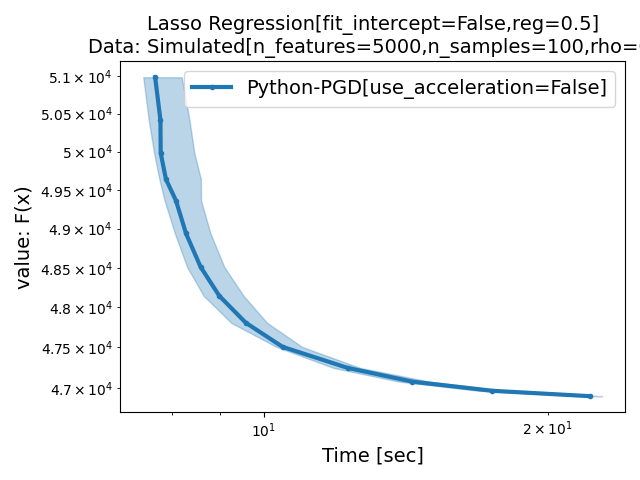 Lasso Regression[fit_intercept=False,reg=0.5]
Data: Simulated[n_features=5000,n_samples=100,rho=
Python-PGD[use_acceleration=False]
value: F(x)
5.1×10⁴
5.05×10⁴
5×10⁴
4.95×10⁴
4.9×10⁴
4.85×10⁴
4.8×10⁴
4.75×10⁴
4.7×10⁴
10¹
2×10¹
Time [sec]